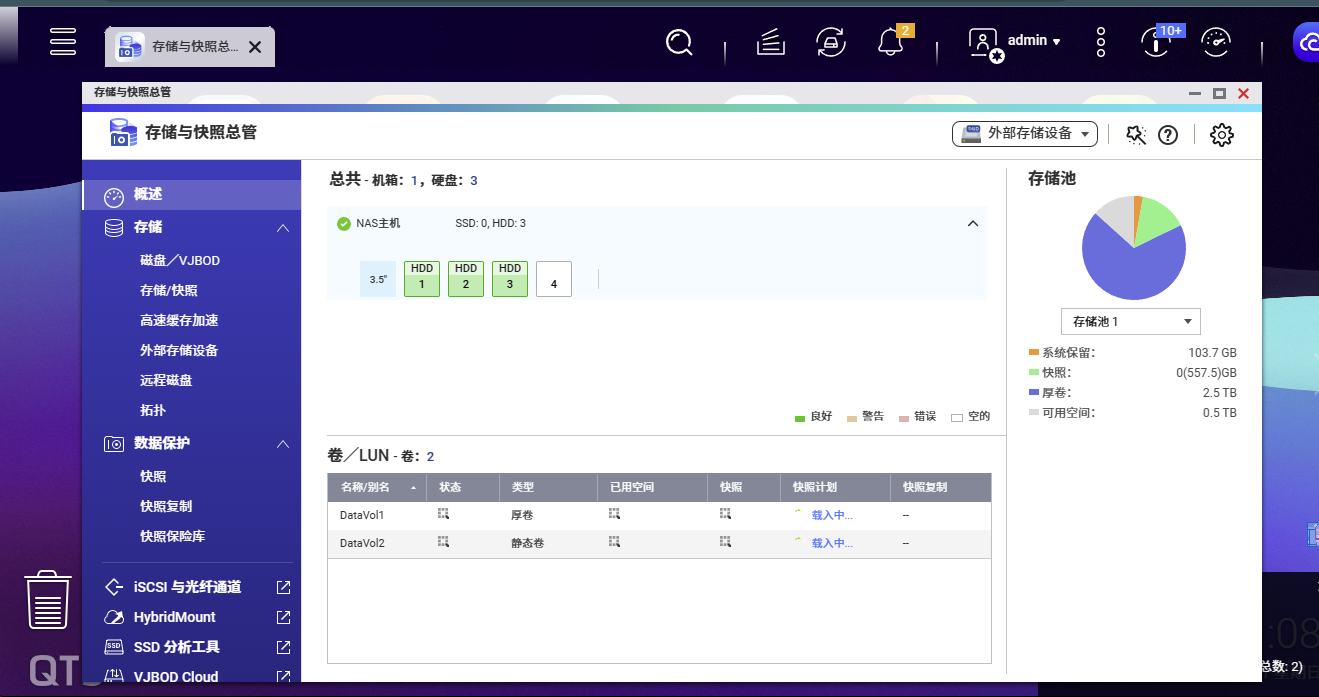 存储与快照总...
2
admin
10+
存储与快照总管
存储与快照总管
外部存储设备
概述
存储
磁盘／VJBOD
存储/快照
高速缓存加速
外部存储设备
远程磁盘
拓扑
数据保护
快照
快照复制
快照保险库
iSCSI 与光纤通道
HybridMount
SSD 分析工具
VJBOD Cloud
总共 - 机箱： 1， 硬盘： 3
NAS主机 SSD: 0, HDD: 3
3.5" HDD 1 HDD 2 HDD 3 4
良好 警告 错误 空的
卷／LUN - 卷： 2
名称/别名 状态 类型 已用空间 快照 快照计划 快照复制
DataVol1 厚卷 载入中... --
DataVol2 静态卷 载入中... --
存储池
存储池 1
系统保留： 103.7 GB
快照： 0(557.5)GB
厚卷： 2.5 TB
可用空间： 0.5 TB
:08
总数: 2)
QT